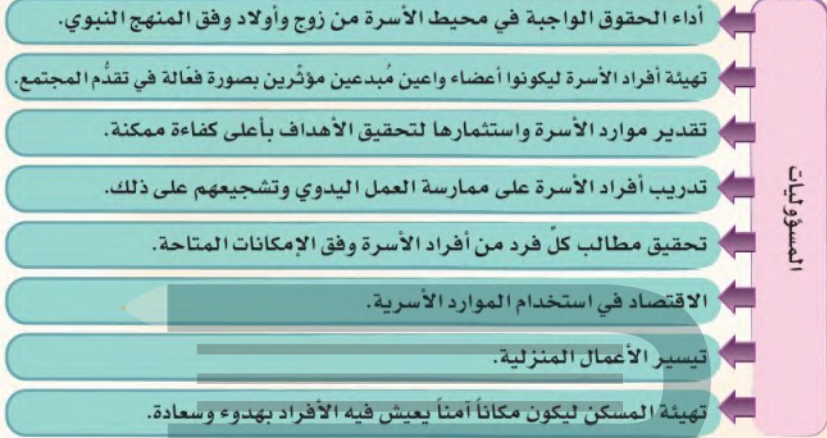 المسؤوليات
أداء الحقوق الواجبة في محيط الأسرة من زوج وأولاد وفق المنهج النبوي.
تهيئة أفراد الأسرة ليكونوا أعضاء واعين مُبدعين مؤثِّرين بصورة فعّالة في تقدُّم المجتمع.
تقدير موارد الأسرة واستثمارها لتحقيق الأهداف بأعلى كفاءة ممكنة.
تدريب أفراد الأسرة على ممارسة العمل اليدوي وتشجيعهم على ذلك.
تحقيق مطالب كلّ فرد من أفراد الأسرة وفق الإمكانات المتاحة.
الاقتصاد في استخدام الموارد الأسرية.
تيسير الأعمال المنزلية.
تهيئة المسكن ليكون مكاناً آمناً يعيش فيه الأفراد بهدوء وسعادة.